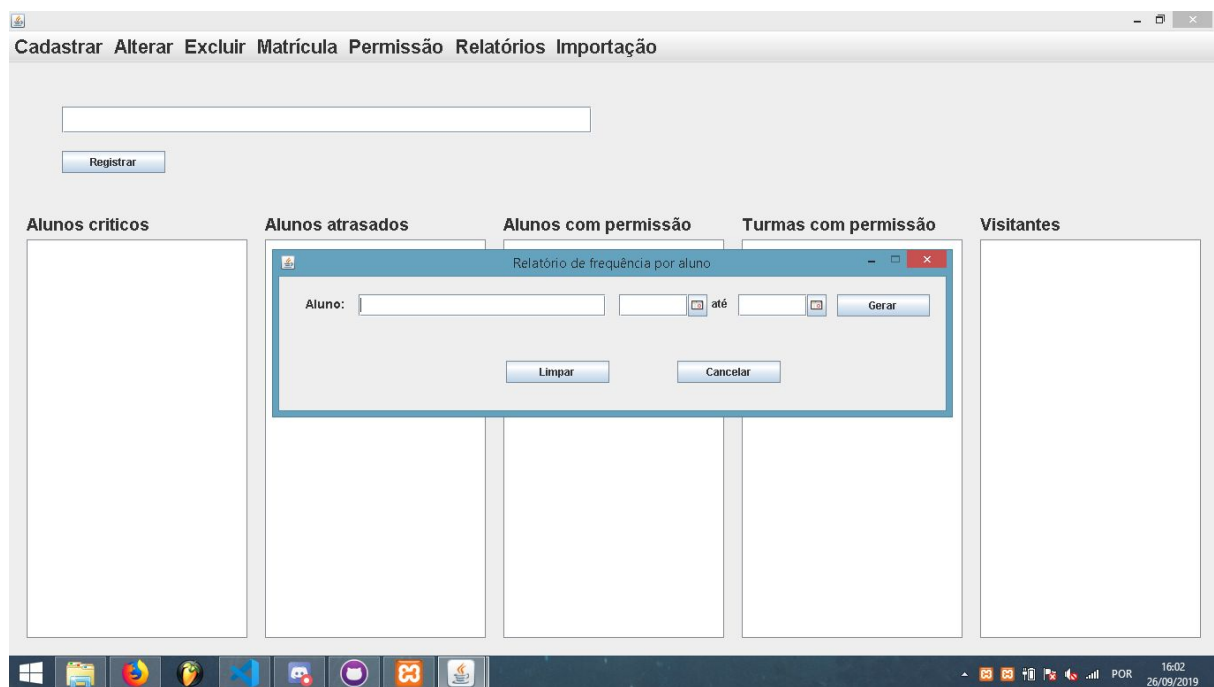 Cadastrar Alterar Excluir Matrícula Permissão Relatórios Importação
Registrar
Alunos criticos Alunos atrasados Alunos com permissão Turmas com permissão Visitantes
Relatório de frequência por aluno
Aluno: até Gerar
Limpar Cancelar
POR 16:02
26/09/2019